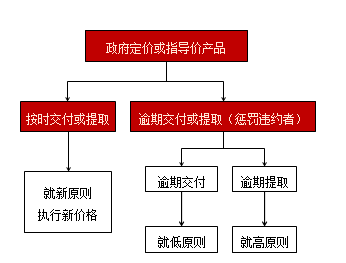 政府定价或指导价产品
按时交付或提取
逾期交付或提取（惩罚违约者）
就新原则
执行新价格
逾期交付
逾期提取
就低原则
就高原则